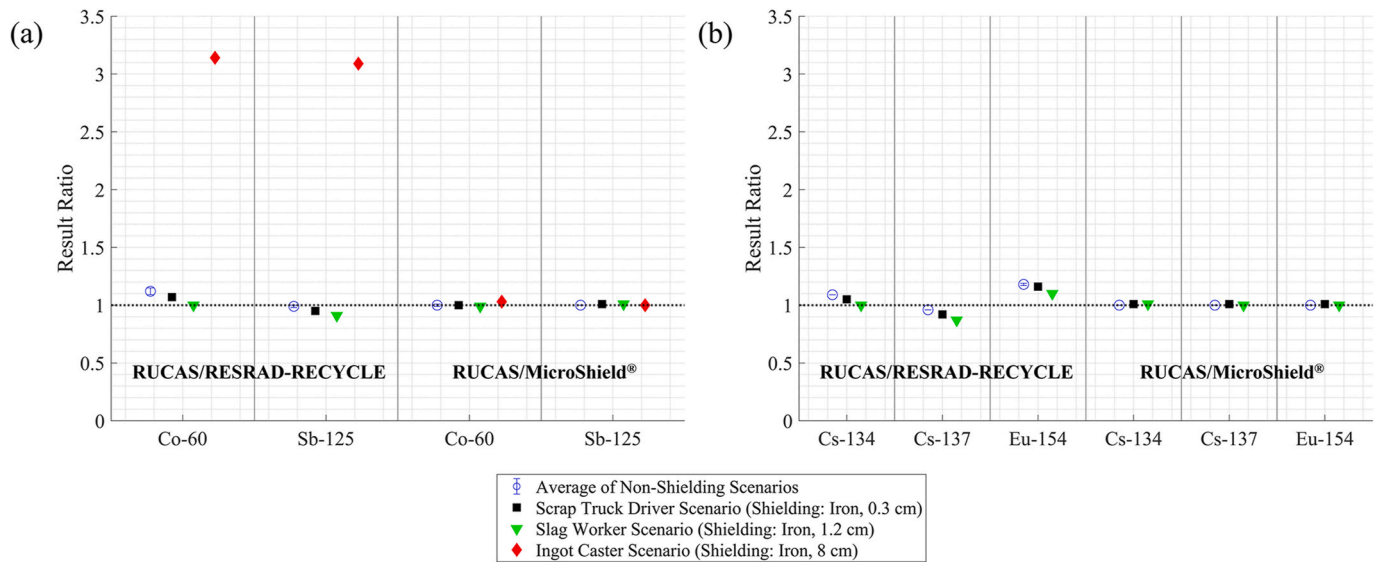 (a)
3.5
3
2.5
2
1.5
1
0.5
0
Result Ratio
RUCAS/RESRAD-RECYCLE
RUCAS/MicroShield®
Co-60
Sb-125
Co-60
Sb-125
(b)
3.5
3
2.5
2
1.5
1
0.5
0
Result Ratio
RUCAS/RESRAD-RECYCLE
RUCAS/MicroShield®
Cs-134
Cs-137
Eu-154
Cs-134
Cs-137
Eu-154
Average of Non-Shielding Scenarios
Scrap Truck Driver Scenario (Shielding: Iron, 0.3 cm)
Slag Worker Scenario (Shielding: Iron, 1.2 cm)
Ingot Caster Scenario (Shielding: Iron, 8 cm)